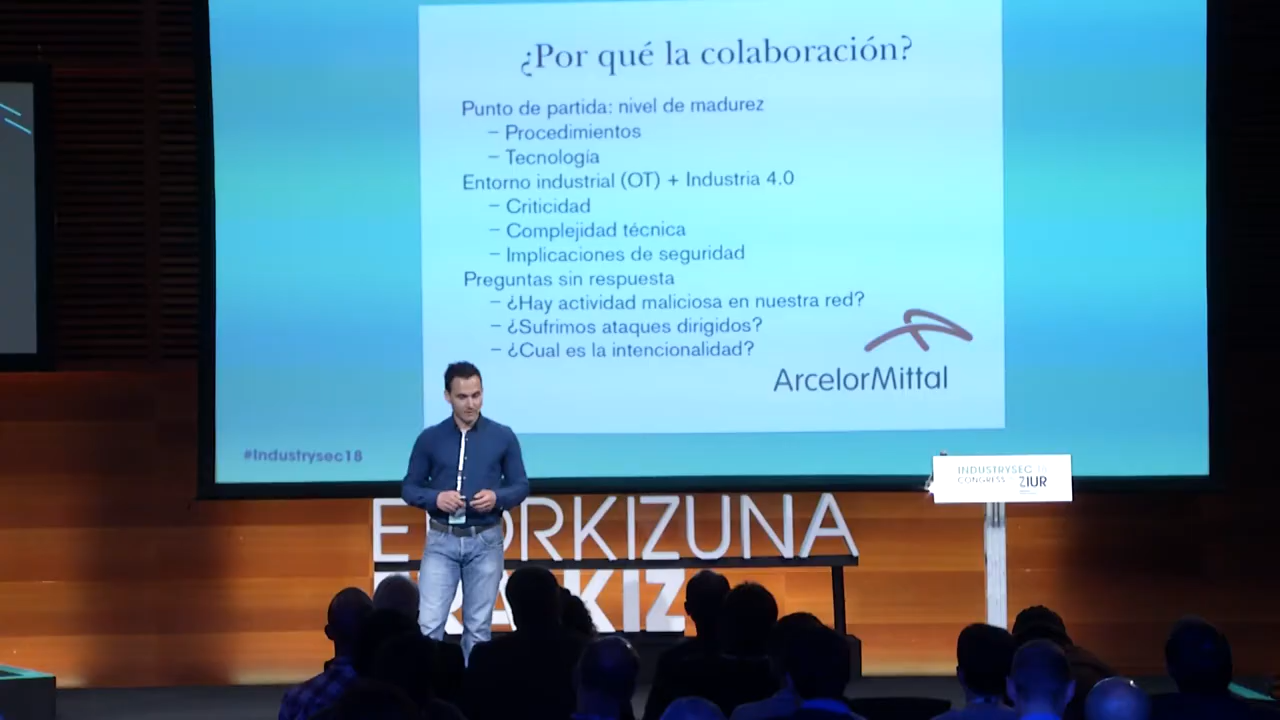 ¿Por qué la colaboración?
Punto de partida: nivel de madurez
– Procedimientos
– Tecnología
Entorno industrial (OT) + Industria 4.0
– Criticidad
– Complejidad técnica
– Implicaciones de seguridad
Preguntas sin respuesta
– ¿Hay actividad maliciosa en nuestra red?
– ¿Sufrimos ataques dirigidos?
– ¿Cual es la intencionalidad?
ArcelorMittal
#Industrysec18
INDUSTRYSEC
CONGRESS
ZIUR